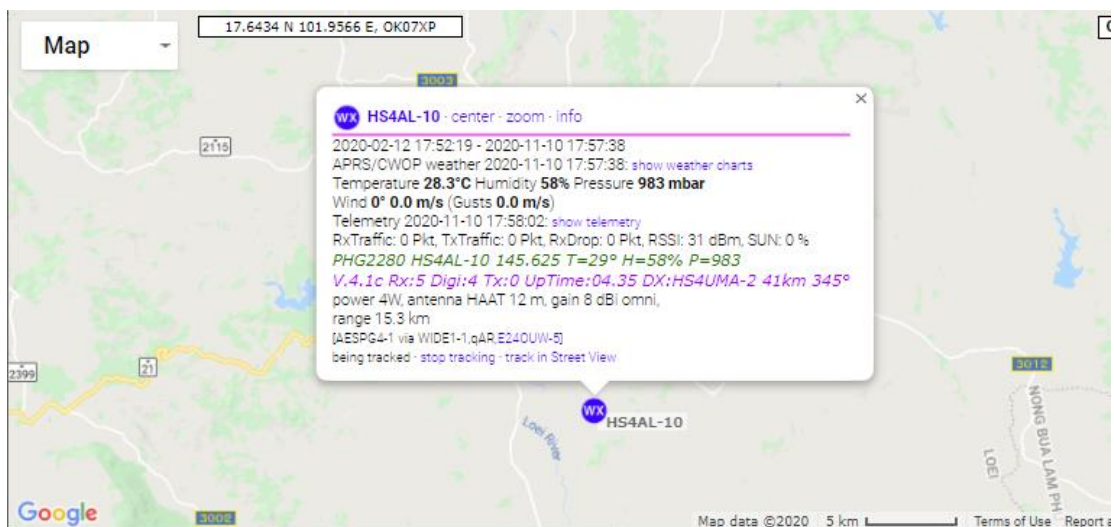 Map
17.6434 N 101.9566 E, OK07XP
3003
2115
HS4AL-10 · center · zoom · info
2020-02-12 17:52:19 - 2020-11-10 17:57:38
APRS/CWOP weather 2020-11-10 17:57:38: show weather charts
Temperature 28.3°C Humidity 58% Pressure 983 mbar
Wind 0° 0.0 m/s (Gusts 0.0 m/s)
Telemetry 2020-11-10 17:58:02: show telemetry
RxTraffic: 0 Pkt, TxTraffic: 0 Pkt, RxDrop: 0 Pkt, RSSI: 31 dBm, SUN: 0 %
PHG2280 HS4AL-10 145.625 T=29° H=58% P=983
V.4.1c Rx:5 Digi:4 Tx:0 UpTime:04.35 DX:HS4UMA-2 41km 345°
power 4W, antenna HAAT 12 m, gain 8 dBi omni,
range 15.3 km
[AESPG4-1 via WIDE1-1,qAR,E24OUW-5]
being tracked · stop tracking · track in Street View
WX
2399
21
3012
WX
HS4AL-10
Loei River
LOEI
NONG BUA LAM PH
3002
Google
Map data ©2020
5 km
Terms of Use
Report a